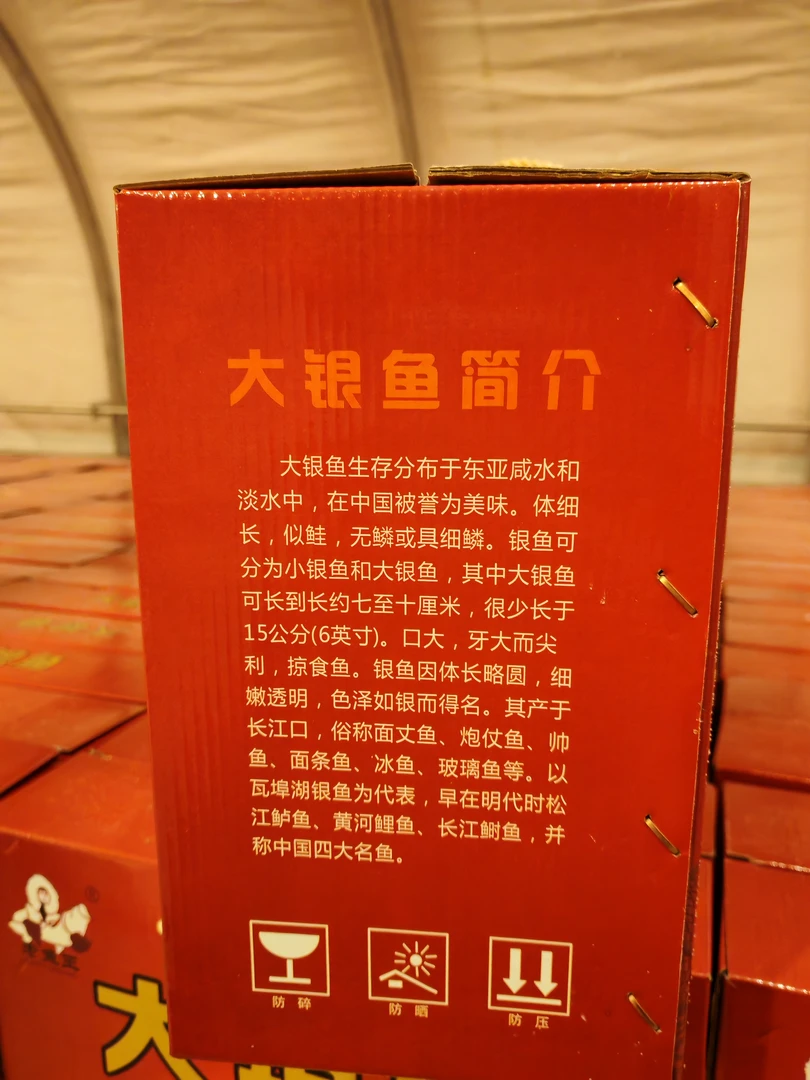 大银鱼简介
大银鱼生存分布于东亚咸水和
淡水中，在中国被誉为美味。体细
长，似鲑，无鳞或具细鳞。银鱼可
分为小银鱼和大银鱼，其中大银鱼
可长到长约七至十厘米，很少长于
15公分(6英寸)。口大，牙大而尖
利，掠食鱼。银鱼因体长略圆，细
嫩透明，色泽如银而得名。其产于
长江口，俗称面丈鱼、炮仗鱼、帅
鱼、面条鱼、冰鱼、玻璃鱼等。以
瓦埠湖银鱼为代表，早在明代时松
江鲈鱼、黄河鲤鱼、长江鲥鱼，并
称中国四大名鱼。
防碎
防晒
防压
®
大